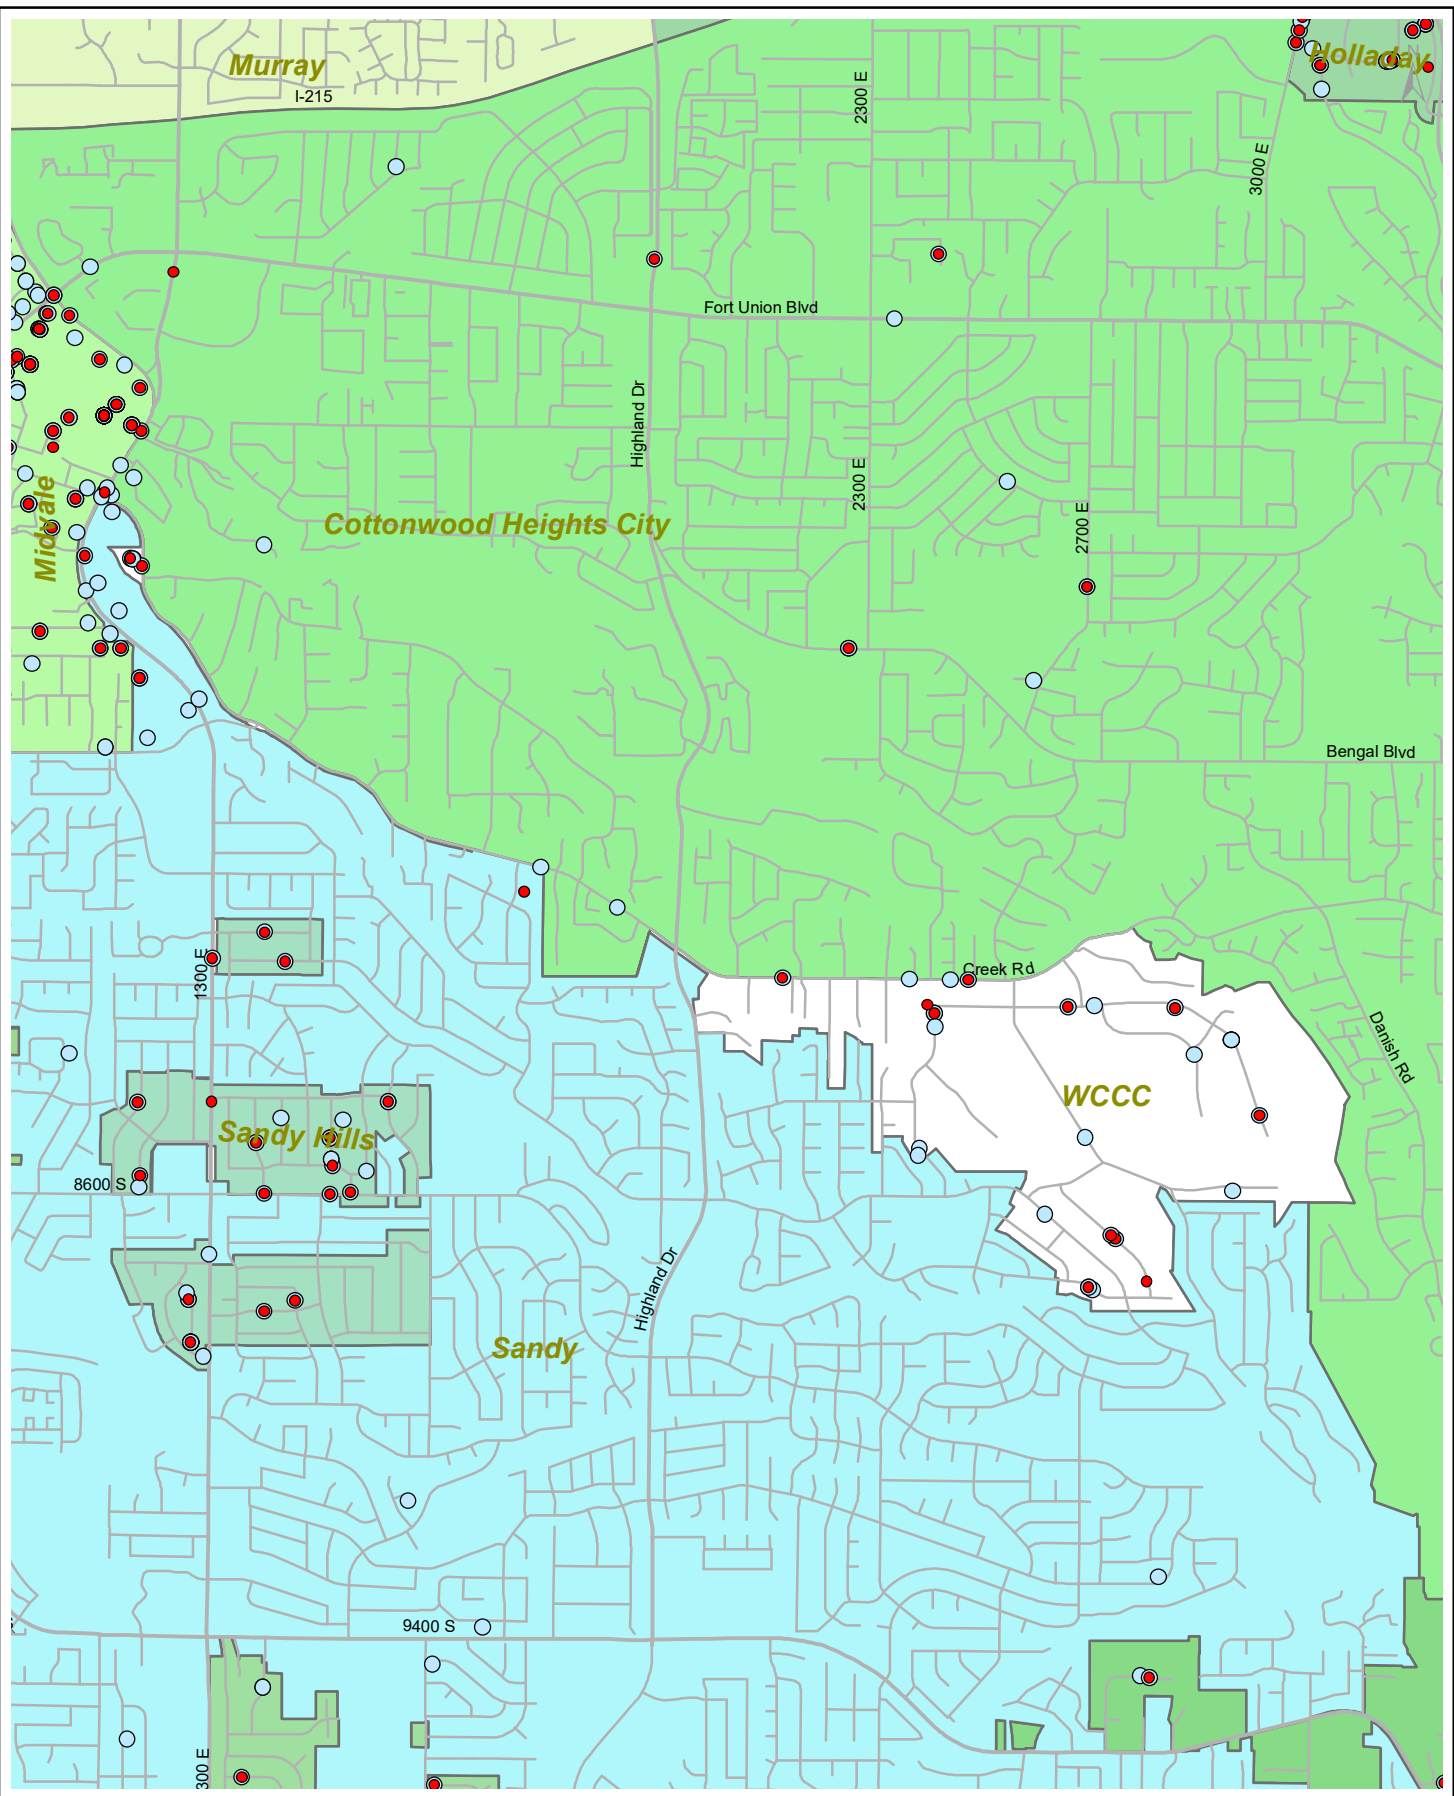 Murray
Holladay
I-215
2300 E
3000 E
Fort Union Blvd
Highland Dr
2300 E
Midvale
Cottonwood Heights City
2700 E
Bengal Blvd
1300 E
Creek Rd
Danish Rd
WCCC
Sandy Hills
8600 S
Highland Dr
Sandy
9400 S
300 E